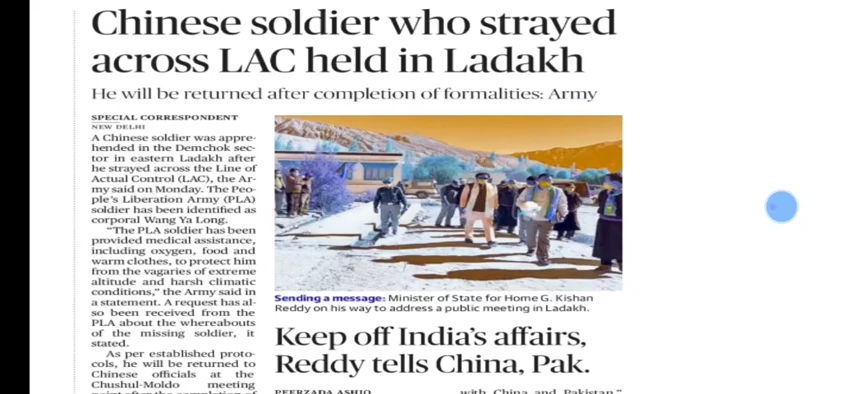 Chinese soldier who strayed
across LAC held in Ladakh
He will be returned after completion of formalities: Army
SPECIAL CORRESPONDENT
NEW DELHI
A Chinese soldier was appre-
hended in the Demchok sec-
tor in eastern Ladakh after
he strayed across the Line of
Actual Control (LAC), the Ar-
my said on Monday. The Peo-
ple's Liberation Army (PLA)
soldier has been identified as
corporal Wang Ya Long.
"The PLA soldier has been
provided medical assistance,
including oxygen, food and
warm clothes, to protect him
from the vagaries of extreme
altitude and harsh climatic
conditions," the Army said in
a statement. A request has al-
so been received from the
PLA about the whereabouts
of the missing soldier, it
stated.
As per established proto-
cols, he will be returned to
Chinese officials at the
Chushul-Moldo meeting
point after the completion of
Sending a message: Minister of State for Home G. Kishan
Reddy on his way to address a public meeting in Ladakh.
Keep off India's affairs,
Reddy tells China, Pak.
PEERZADA ASHIQ
with China and Pakistan."